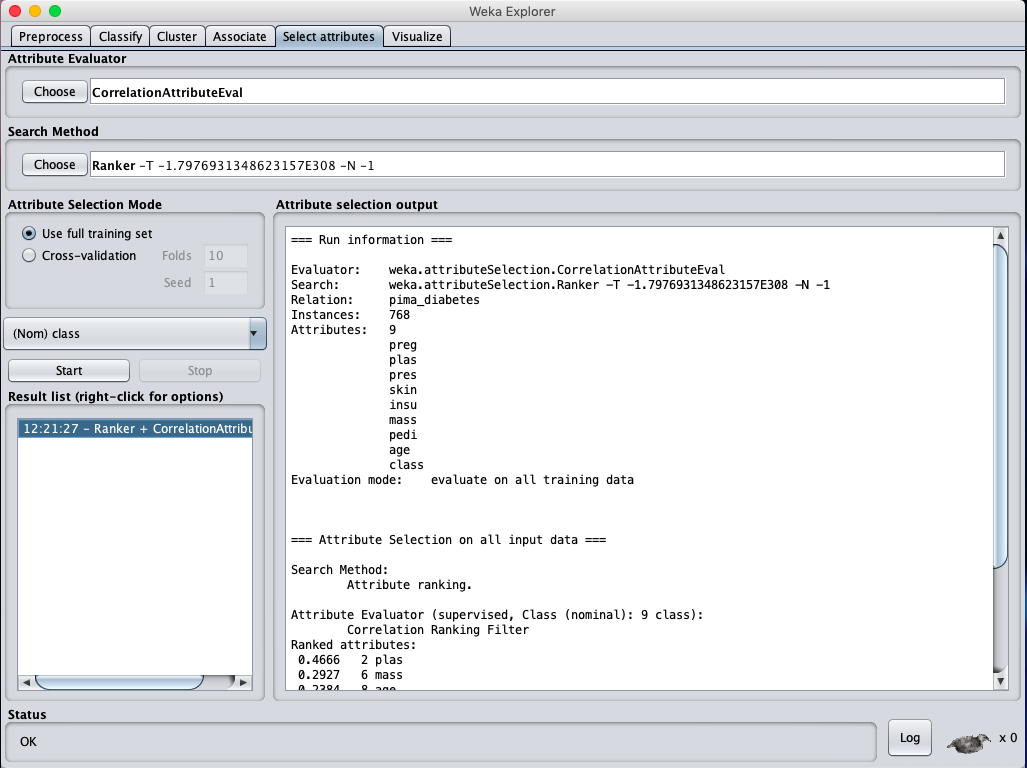 Weka Explorer
Preprocess Classify Cluster Associate Select attributes Visualize
Attribute Evaluator
Choose CorrelationAttributeEval
Search Method
Choose Ranker -T -1.7976931348623157E308 -N -1
Attribute Selection Mode
Use full training set
Cross-validation Folds 10
Seed 1
(Nom) class
Start Stop
Result list (right-click for options)
12:21:27 - Ranker + CorrelationAttribu
Attribute selection output
=== Run information ===
Evaluator: weka.attributeSelection.CorrelationAttributeEval
Search: weka.attributeSelection.Ranker -T -1.7976931348623157E308 -N -1
Relation: pima_diabetes
Instances: 768
Attributes: 9
preg
plas
pres
skin
insu
mass
pedi
age
class
Evaluation mode: evaluate on all training data
=== Attribute Selection on all input data ===
Search Method:
Attribute ranking.
Attribute Evaluator (supervised, Class (nominal): 9 class):
Correlation Ranking Filter
Ranked attributes:
0.4666 2 plas
0.2927 6 mass
0.2384 8 age
Status
OK
Log x 0